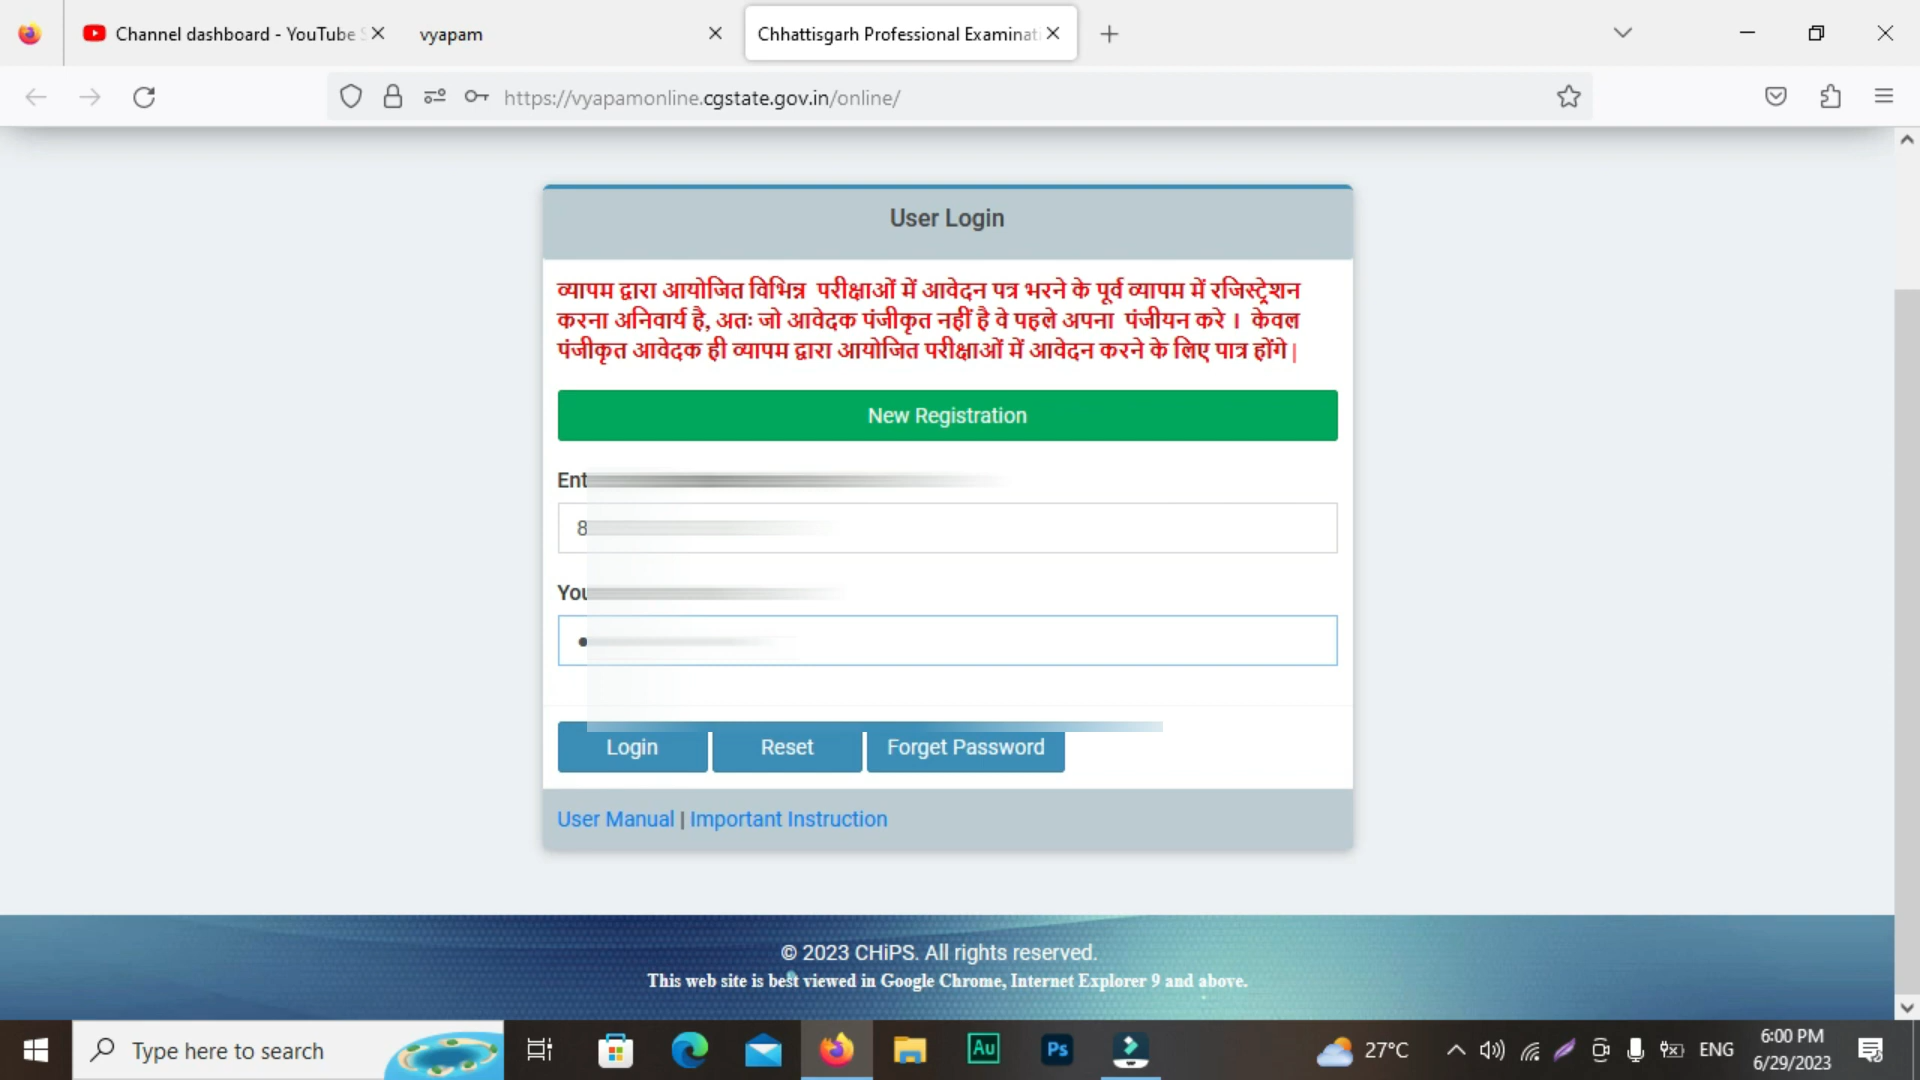 Channel dashboard - YouTube
vyapam
Chhattisgarh Professional Examinat
https://vyapamonline.cgstate.gov.in/online/
User Login
व्यापम द्वारा आयोजित विभिन्न परीक्षाओं में आवेदन पत्र भरने के पूर्व व्यापम में रजिस्ट्रेशन
करना अनिवार्य है, अतः जो आवेदक पंजीकृत नहीं है वे पहले अपना पंजीयन करे । केवल
पंजीकृत आवेदक ही व्यापम द्वारा आयोजित परीक्षाओं में आवेदन करने के लिए पात्र होंगे|
New Registration
Ent
8
You
Login Reset Forget Password
User Manual | Important Instruction
© 2023 CHiPS. All rights reserved.
This web site is best viewed in Google Chrome, Internet Explorer 9 and above.
Type here to search
Au
Ps
27°C
ENG
6:00 PM
6/29/2023